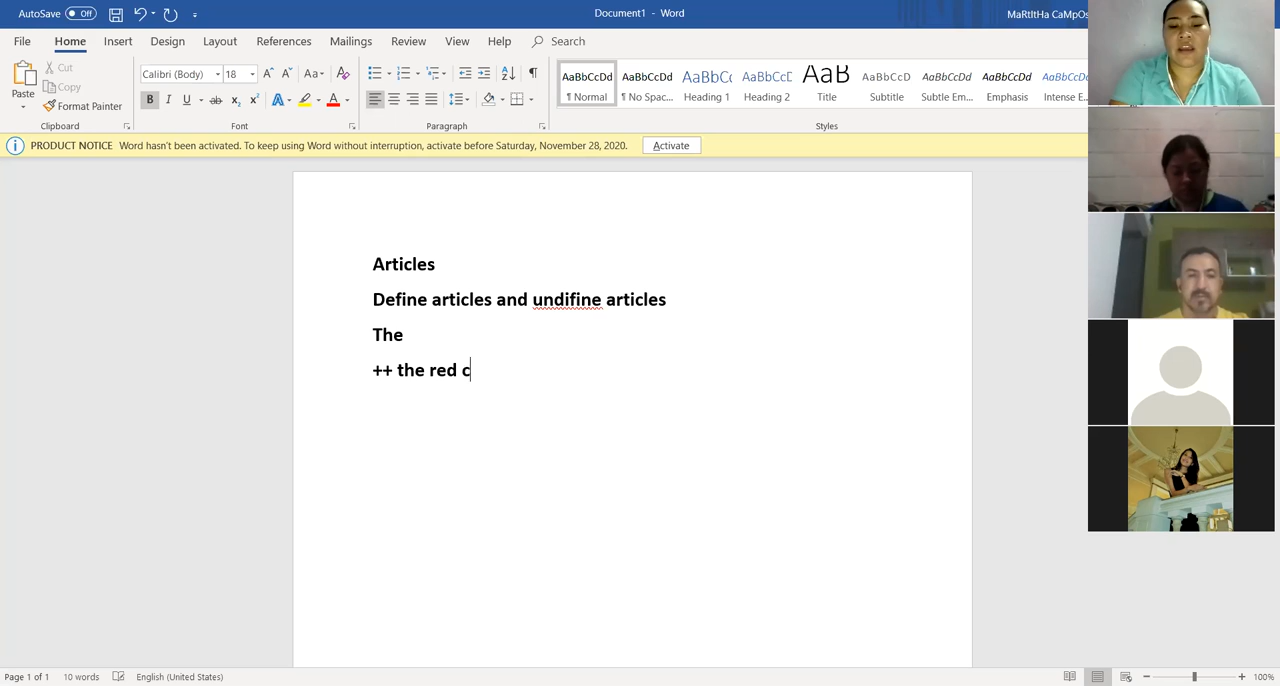 AutoSave Off Document1 - Word MaRtItHa CaMpOs
File Home Insert Design Layout References Mailings Review View Help Search
Paste Cut Copy Format Painter
Calibri (Body) 18 Aa
AaBbCcDd AaBbCcDd AaBbCc AaBbCcD AaB AaBbCcD AaBbCcDd AaBbCcDd AaBbCcDd
¶ Normal ¶ No Spac... Heading 1 Heading 2 Title Subtitle Subtle Em... Emphasis Intense E...
Clipboard Font Paragraph Styles
PRODUCT NOTICE Word hasn't been activated. To keep using Word without interruption, activate before Saturday, November 28, 2020. Activate
Articles
Define articles and undifine articles
The
++ the red c
Page 1 of 1 10 words English (United States) 100%